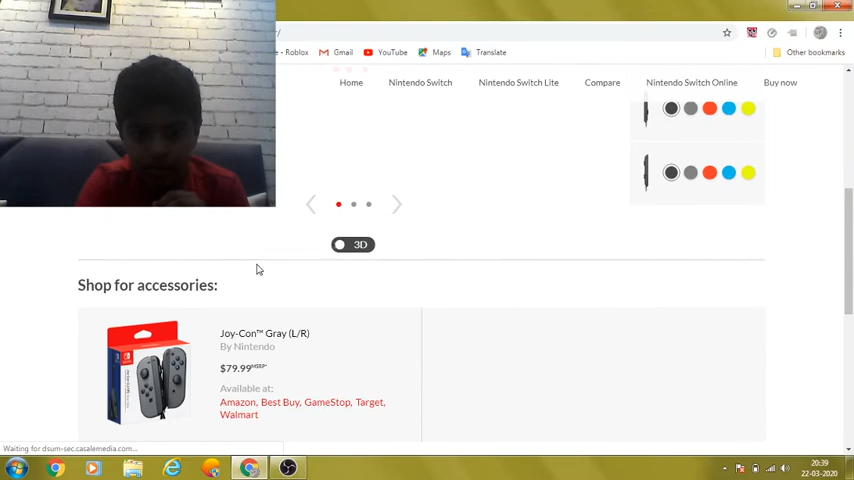 r/
- Roblox Gmail YouTube Maps Translate Other bookmarks
Home Nintendo Switch Nintendo Switch Lite Compare Nintendo Switch Online Buy now
3D
Shop for accessories:
Joy-Con™ Gray (L/R)
By Nintendo
$79.99MSRP*
Available at:
Amazon, Best Buy, GameStop, Target,
Walmart
Waiting for dsum-sec.casalemedia.com...
20:39
22-03-2020